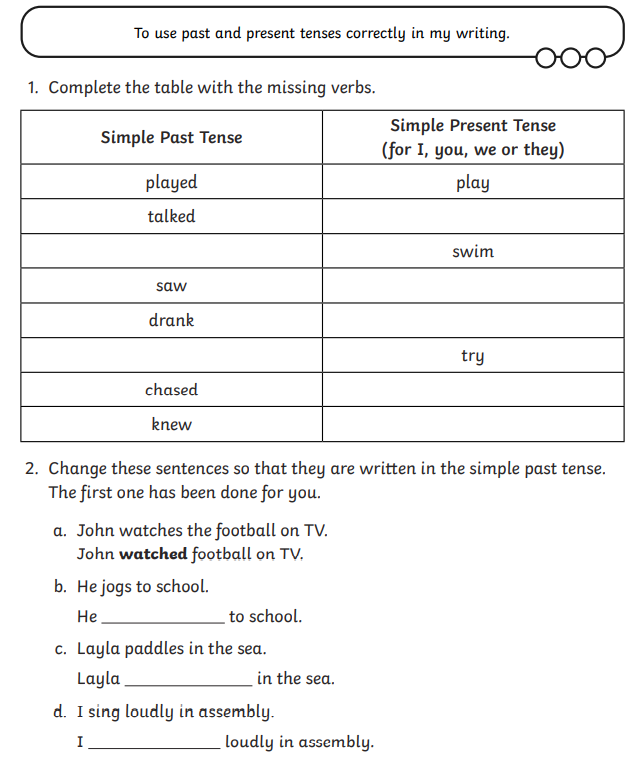 To use past and present tenses correctly in my writing.
1. Complete the table with the missing verbs.
Simple Past Tense
Simple Present Tense
(for I, you, we or they)
played play
talked
swim
saw
drank
try
chased
knew
2. Change these sentences so that they are written in the simple past tense.
The first one has been done for you.
a. John watches the football on TV.
John watched football on TV.
b. He jogs to school.
He ______________ to school.
c. Layla paddles in the sea.
Layla ______________ in the sea.
d. I sing loudly in assembly.
I ______________ loudly in assembly.